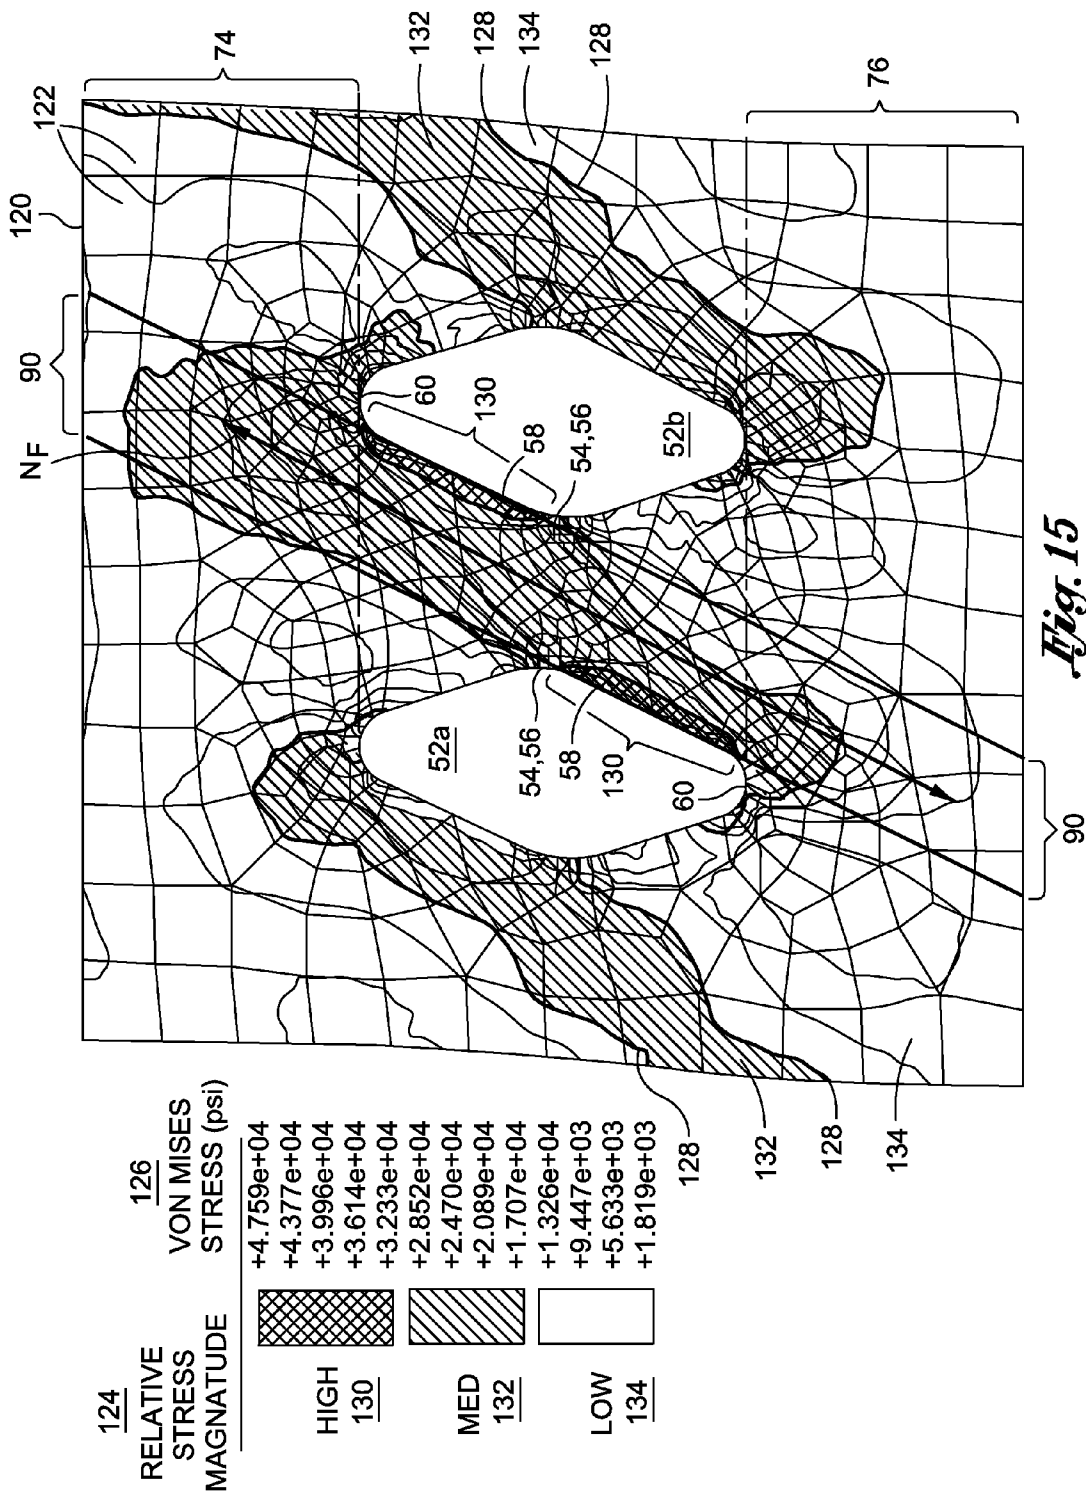 124
RELATIVE
STRESS
MAGNATUDE
126
VON MISES
STRESS (psi)
HIGH
130
MED
132
LOW
134
+4.759e+04
+4.377e+04
+3.996e+04
+3.614e+04
+3.233e+04
+2.852e+04
+2.470e+04
+2.089e+04
+1.707e+04
+1.326e+04
+9.447e+03
+5.633e+03
+1.819e+03
90
NF
120
122
74
132
128
134
128
76
60
130
58
54,56
52b
52a
54,56
58
130
60
128
132
128
134
90
Fig. 15